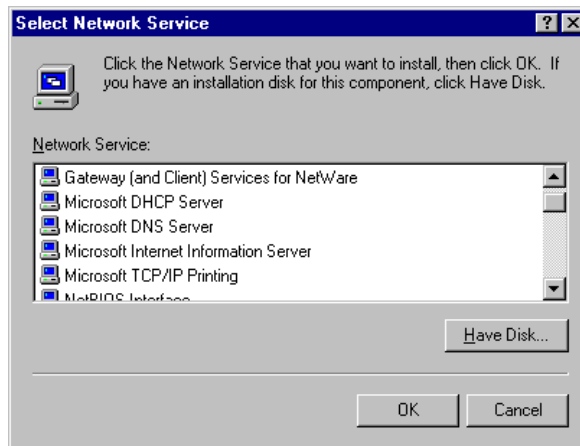 Select Network Service
Click the Network Service that you want to install, then click OK. If
you have an installation disk for this component, click Have Disk.
Network Service:
Gateway (and Client) Services for NetWare
Microsoft DHCP Server
Microsoft DNS Server
Microsoft Internet Information Server
Microsoft TCP/IP Printing
NetBIOS Interface
Have Disk...
OK
Cancel